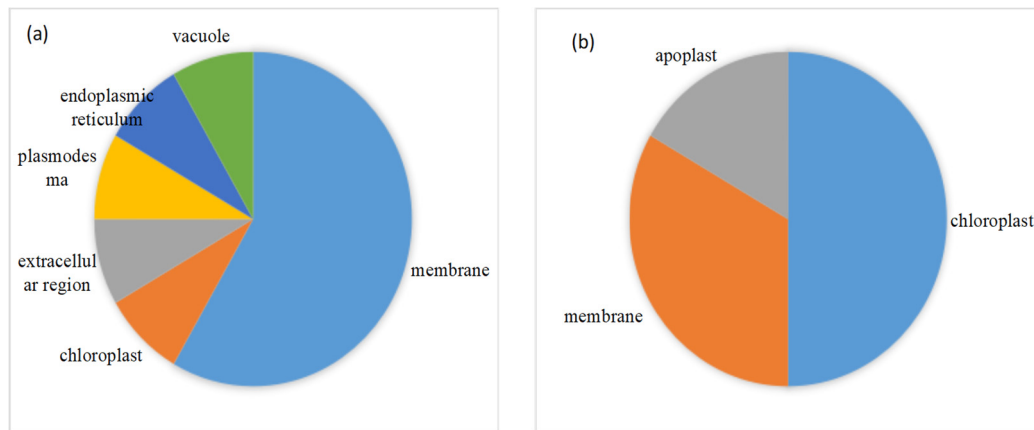 (a)
vacuole
endoplasmic
reticulum
plasmodes
ma
extracellul
ar region
chloroplast
membrane
(b)
apoplast
chloroplast
membrane